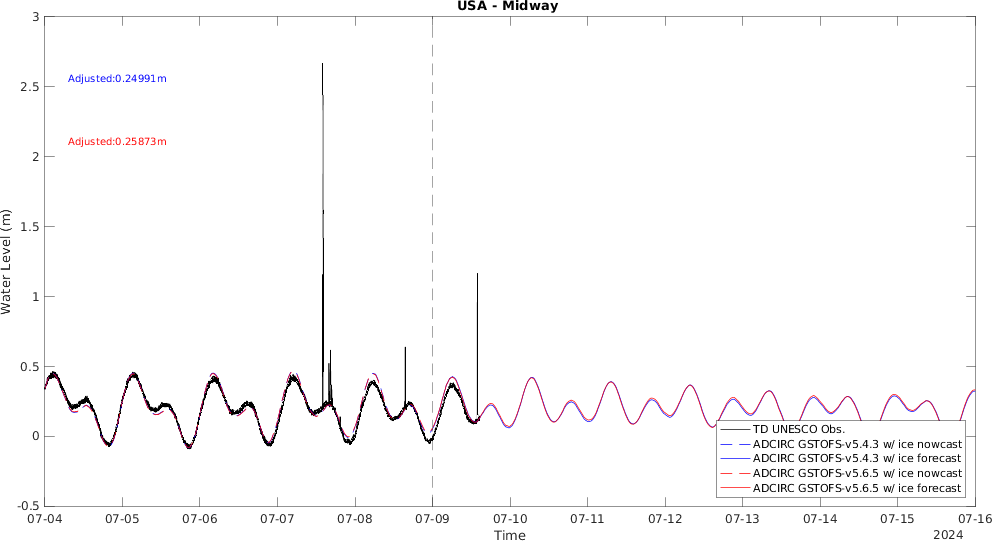 USA - Midway
3
2.5
2
1.5
1
0.5
0
-0.5
Water Level (m)
Adjusted:0.24991m
Adjusted:0.25873m
TD UNESCO Obs.
ADCIRC GSTOFS-v5.4.3 w/ ice nowcast
ADCIRC GSTOFS-v5.4.3 w/ ice forecast
ADCIRC GSTOFS-v5.6.5 w/ ice nowcast
ADCIRC GSTOFS-v5.6.5 w/ ice forecast
07-04 07-05 07-06 07-07 07-08 07-09 07-10 07-11 07-12 07-13 07-14 07-15 07-16
Time
2024